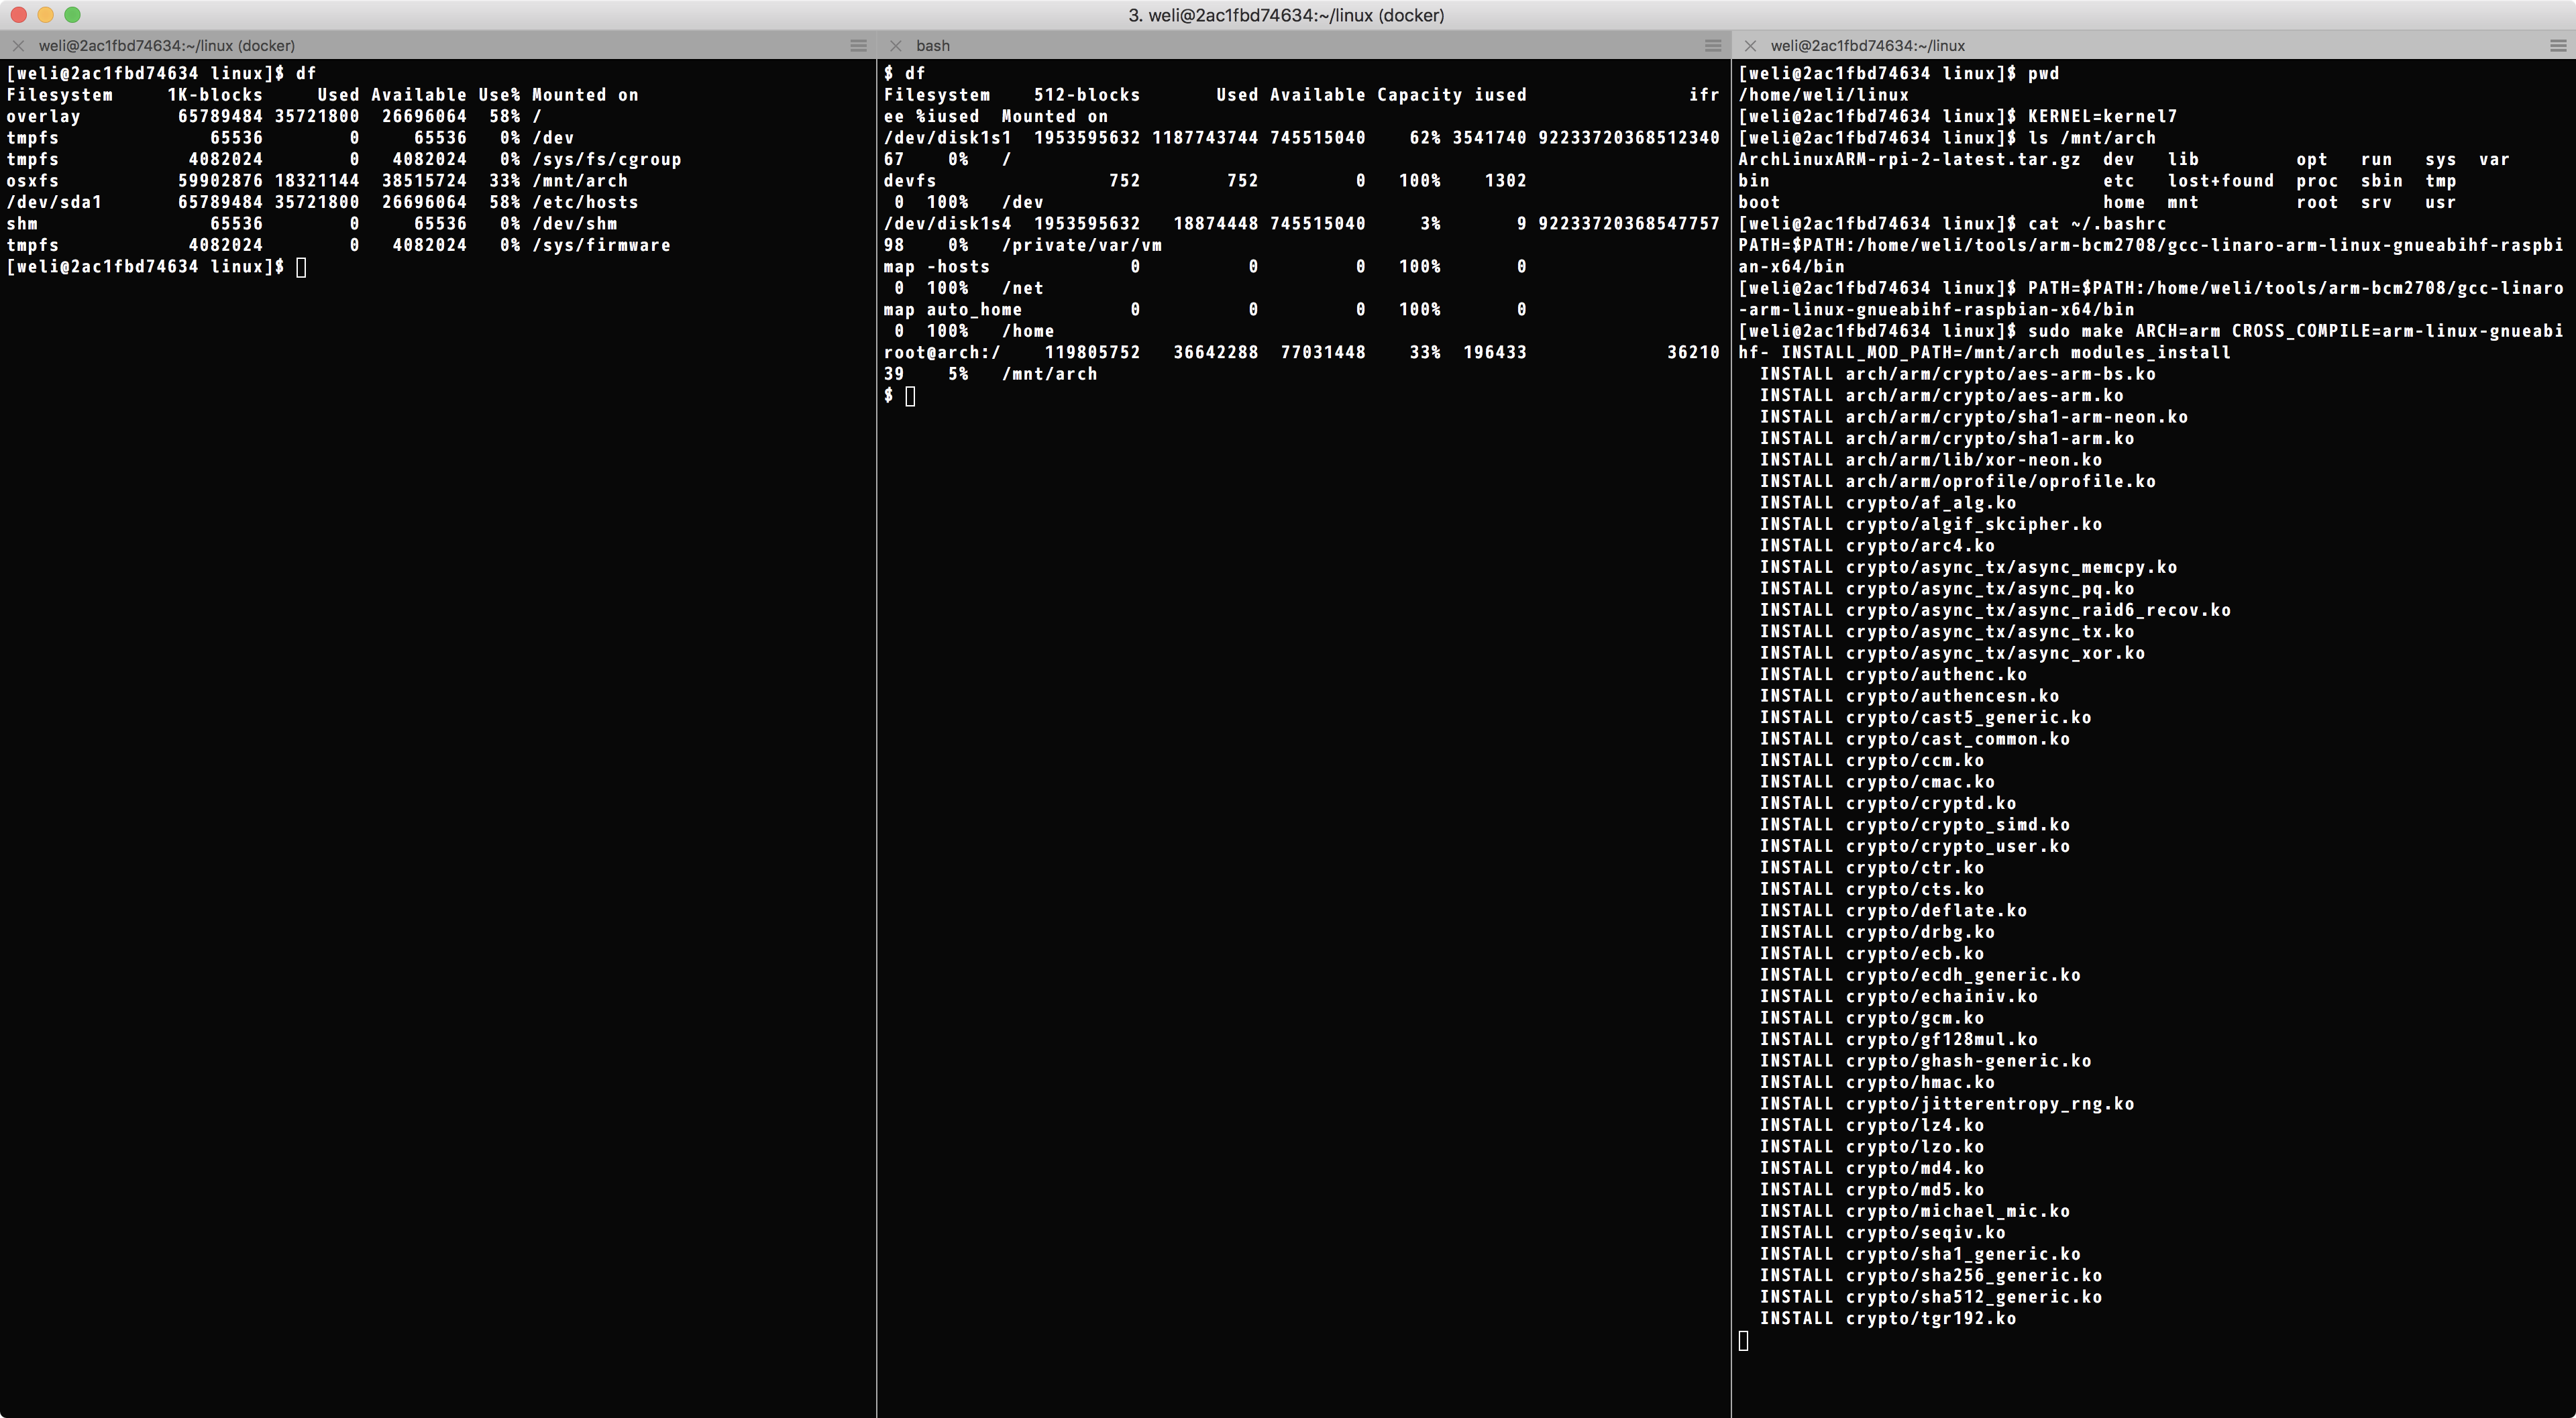 3. weli@2ac1fbd74634:~/linux (docker)
weli@2ac1fbd74634:~/linux (docker)
[weli@2ac1fbd74634 linux]$ df
Filesystem     1K-blocks     Used Available Use% Mounted on
overlay         65789484 35721800  26696064  58% /
tmpfs              65536        0     65536   0% /dev
tmpfs            4082024        0   4082024   0% /sys/fs/cgroup
osxfs           59902876 18321144  38515724  33% /mnt/arch
/dev/sda1       65789484 35721800  26696064  58% /etc/hosts
shm                65536        0     65536   0% /dev/shm
tmpfs            4082024        0   4082024   0% /sys/firmware
[weli@2ac1fbd74634 linux]$
bash
$ df
Filesystem    512-blocks       Used Available Capacity iused               ifr
ee %iused  Mounted on
/dev/disk1s1  1953595632 1187743744 745515040    62% 3541740 92233720368512340
67    0%   /
devfs                752        752         0   100%    1302
 0  100%   /dev
/dev/disk1s4  1953595632   18874448 745515040     3%       9 92233720368547757
98    0%   /private/var/vm
map -hosts             0          0         0   100%       0
 0  100%   /net
map auto_home          0          0         0   100%       0
 0  100%   /home
root@arch:/    119805752   36642288  77031448    33%  196433             36210
39    5%   /mnt/arch
$
weli@2ac1fbd74634:~/linux
[weli@2ac1fbd74634 linux]$ pwd
/home/weli/linux
[weli@2ac1fbd74634 linux]$ KERNEL=kernel7
[weli@2ac1fbd74634 linux]$ ls /mnt/arch
ArchLinuxARM-rpi-2-latest.tar.gz  dev   lib         opt   run   sys  var
bin                               etc   lost+found  proc  sbin  tmp
boot                              home  mnt         root  srv   usr
[weli@2ac1fbd74634 linux]$ cat ~/.bashrc
PATH=$PATH:/home/weli/tools/arm-bcm2708/gcc-linaro-arm-linux-gnueabihf-raspbi
an-x64/bin
[weli@2ac1fbd74634 linux]$ PATH=$PATH:/home/weli/tools/arm-bcm2708/gcc-linaro
-arm-linux-gnueabihf-raspbian-x64/bin
[weli@2ac1fbd74634 linux]$ sudo make ARCH=arm CROSS_COMPILE=arm-linux-gnueabi
hf- INSTALL_MOD_PATH=/mnt/arch modules_install
  INSTALL arch/arm/crypto/aes-arm-bs.ko
  INSTALL arch/arm/crypto/aes-arm.ko
  INSTALL arch/arm/crypto/sha1-arm-neon.ko
  INSTALL arch/arm/crypto/sha1-arm.ko
  INSTALL arch/arm/lib/xor-neon.ko
  INSTALL arch/arm/oprofile/oprofile.ko
  INSTALL crypto/af_alg.ko
  INSTALL crypto/algif_skcipher.ko
  INSTALL crypto/arc4.ko
  INSTALL crypto/async_tx/async_memcpy.ko
  INSTALL crypto/async_tx/async_pq.ko
  INSTALL crypto/async_tx/async_raid6_recov.ko
  INSTALL crypto/async_tx/async_tx.ko
  INSTALL crypto/async_tx/async_xor.ko
  INSTALL crypto/authenc.ko
  INSTALL crypto/authencesn.ko
  INSTALL crypto/cast5_generic.ko
  INSTALL crypto/cast_common.ko
  INSTALL crypto/ccm.ko
  INSTALL crypto/cmac.ko
  INSTALL crypto/cryptd.ko
  INSTALL crypto/crypto_simd.ko
  INSTALL crypto/crypto_user.ko
  INSTALL crypto/ctr.ko
  INSTALL crypto/cts.ko
  INSTALL crypto/deflate.ko
  INSTALL crypto/drbg.ko
  INSTALL crypto/ecb.ko
  INSTALL crypto/ecdh_generic.ko
  INSTALL crypto/echainiv.ko
  INSTALL crypto/gcm.ko
  INSTALL crypto/gf128mul.ko
  INSTALL crypto/ghash-generic.ko
  INSTALL crypto/hmac.ko
  INSTALL crypto/jitterentropy_rng.ko
  INSTALL crypto/lz4.ko
  INSTALL crypto/lzo.ko
  INSTALL crypto/md4.ko
  INSTALL crypto/md5.ko
  INSTALL crypto/michael_mic.ko
  INSTALL crypto/seqiv.ko
  INSTALL crypto/sha1_generic.ko
  INSTALL crypto/sha256_generic.ko
  INSTALL crypto/sha512_generic.ko
  INSTALL crypto/tgr192.ko